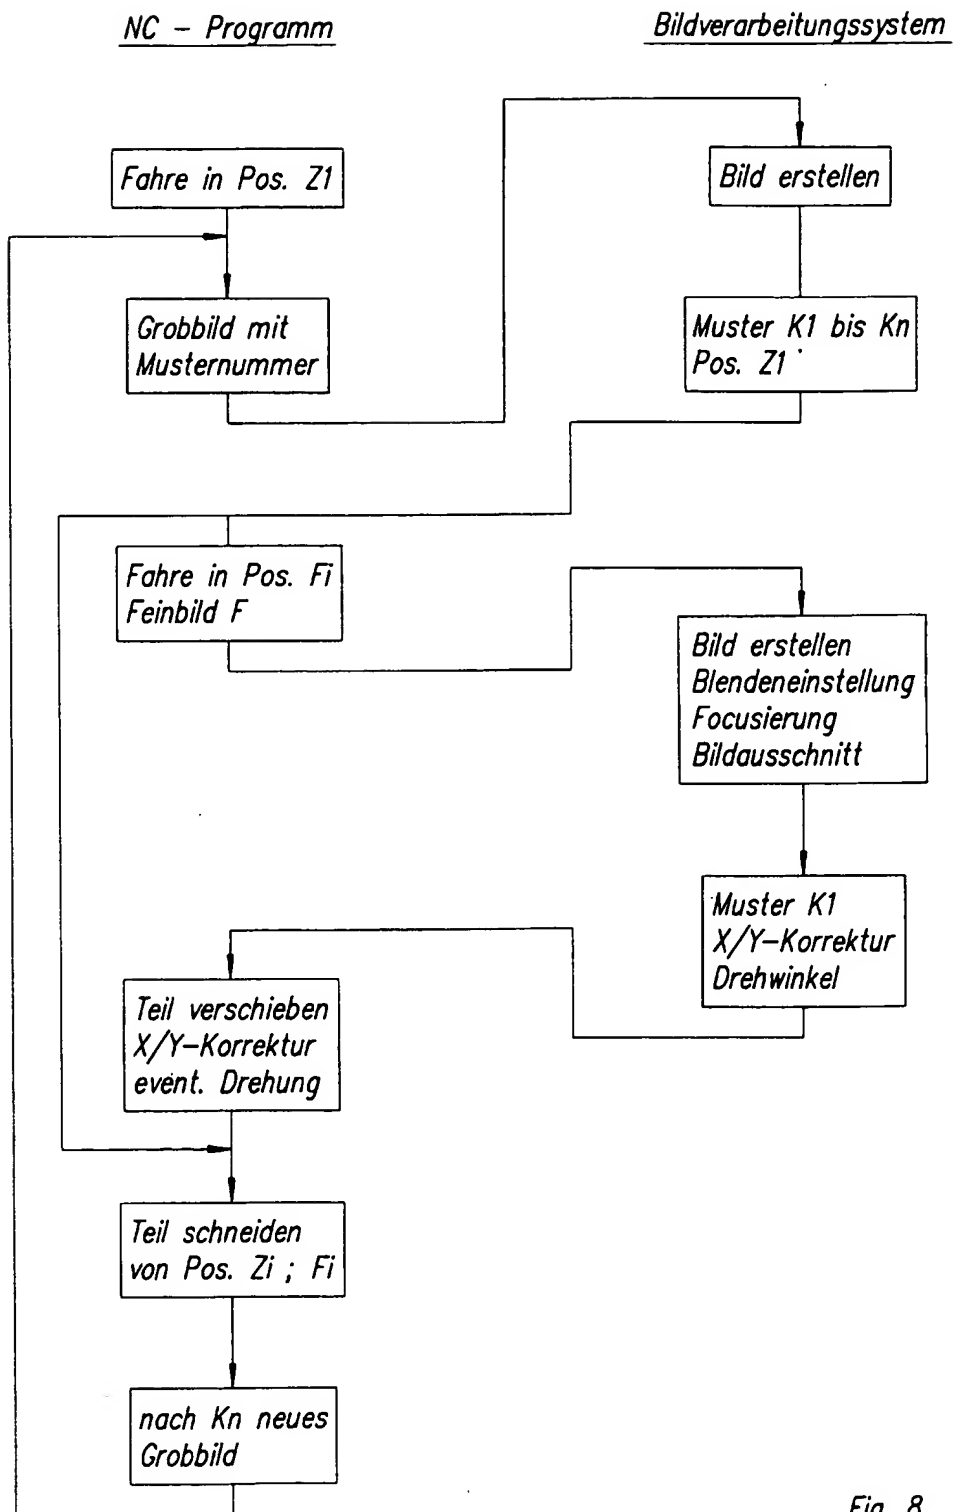 NC – Programm
Bildverarbeitungssystem
Fahre in Pos. Z1
Bild erstellen
Grobbild mit
Musternummer
Muster K1 bis Kn
Pos. Z1
Fahre in Pos. Fi
Feinbild F
Bild erstellen
Blendeneinstellung
Focusierung
Bildausschnitt
Muster K1
X/Y–Korrektur
Drehwinkel
Teil verschieben
X/Y–Korrektur
event. Drehung
Teil schneiden
von Pos. Zi ; Fi
nach Kn neues
Grobbild
Fig. 8